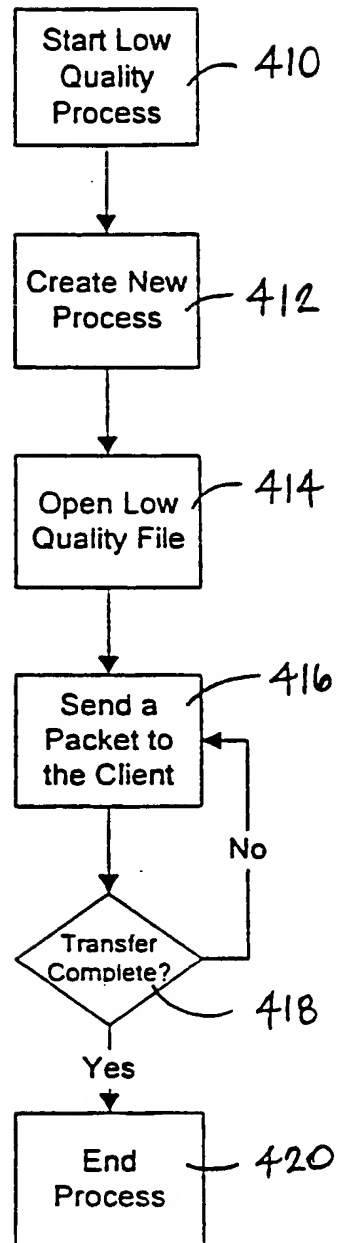 Start Low
Quality
Process
410
Create New
Process
412
Open Low
Quality File
414
Send a
Packet to
the Client
416
No
Transfer
Complete?
418
Yes
End
Process
420